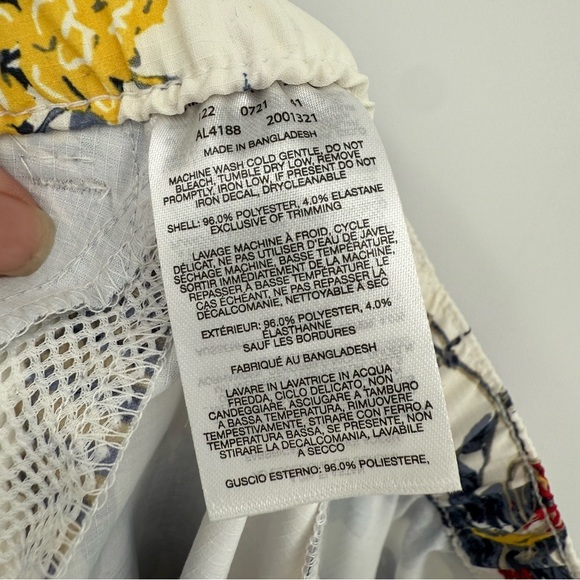 22 0721 11
AL4188 2001321
MADE IN BANGLADESH
MACHINE WASH COLD GENTLE, DO NOT
BLEACH, TUMBLE DRY LOW, REMOVE
PROMPTLY, IRON LOW, IF PRESENT DO NOT
IRON DECAL, DRYCLEANABLE
SHELL: 96.0% POLYESTER, 4.0% ELASTANE
EXCLUSIVE OF TRIMMING
LAVAGE MACHINE À FROID, CYCLE
DÉLICAT, NE PAS UTILISER D'EAU DE JAVEL,
SÉCHAGE MACHINE, BASSE TEMPÉRATURE,
SORTIR IMMÉDIATEMENT DE LA MACHINE,
REPASSER À BASSE TEMPÉRATURE, LE
CAS ÉCHÉANT, NE PAS REPASSER LA
DÉCALCOMANIE, NETTOYABLE À SEC
EXTÉRIEUR: 96.0% POLYESTER, 4.0%
ÉLASTHANNE
SAUF LES BORDURES
FABRIQUÉ AU BANGLADESH
LAVARE IN LAVATRICE IN ACQUA
FREDDA, CICLO DELICATO, NON
CANDEGGIARE, ASCIUGARE A TAMBURO
A BASSA TEMPERATURA, RIMUOVERE
TEMPESTIVAMENTE, STIRARE CON FERRO A
TEMPERATURA BASSA, SE PRESENTE, NON
STIRARE LA DECALCOMANIA, LAVABILE
A SECCO
GUSCIO ESTERNO: 96.0% POLIESTERE,